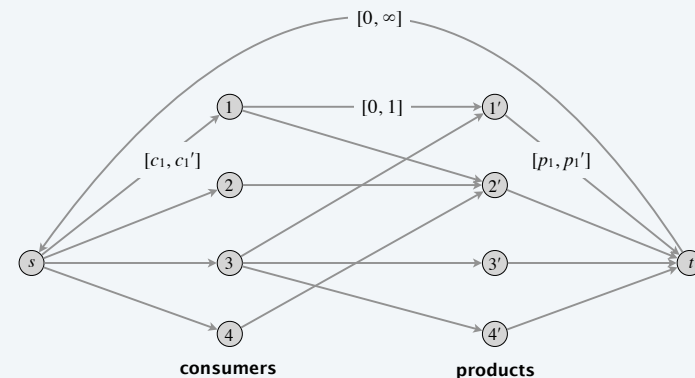 [0, ∞]
1
[0, 1]
1′
[c₁, c₁′]
[p₁, p₁′]
2
2′
s
3
3′
t
4
4′
consumers
products